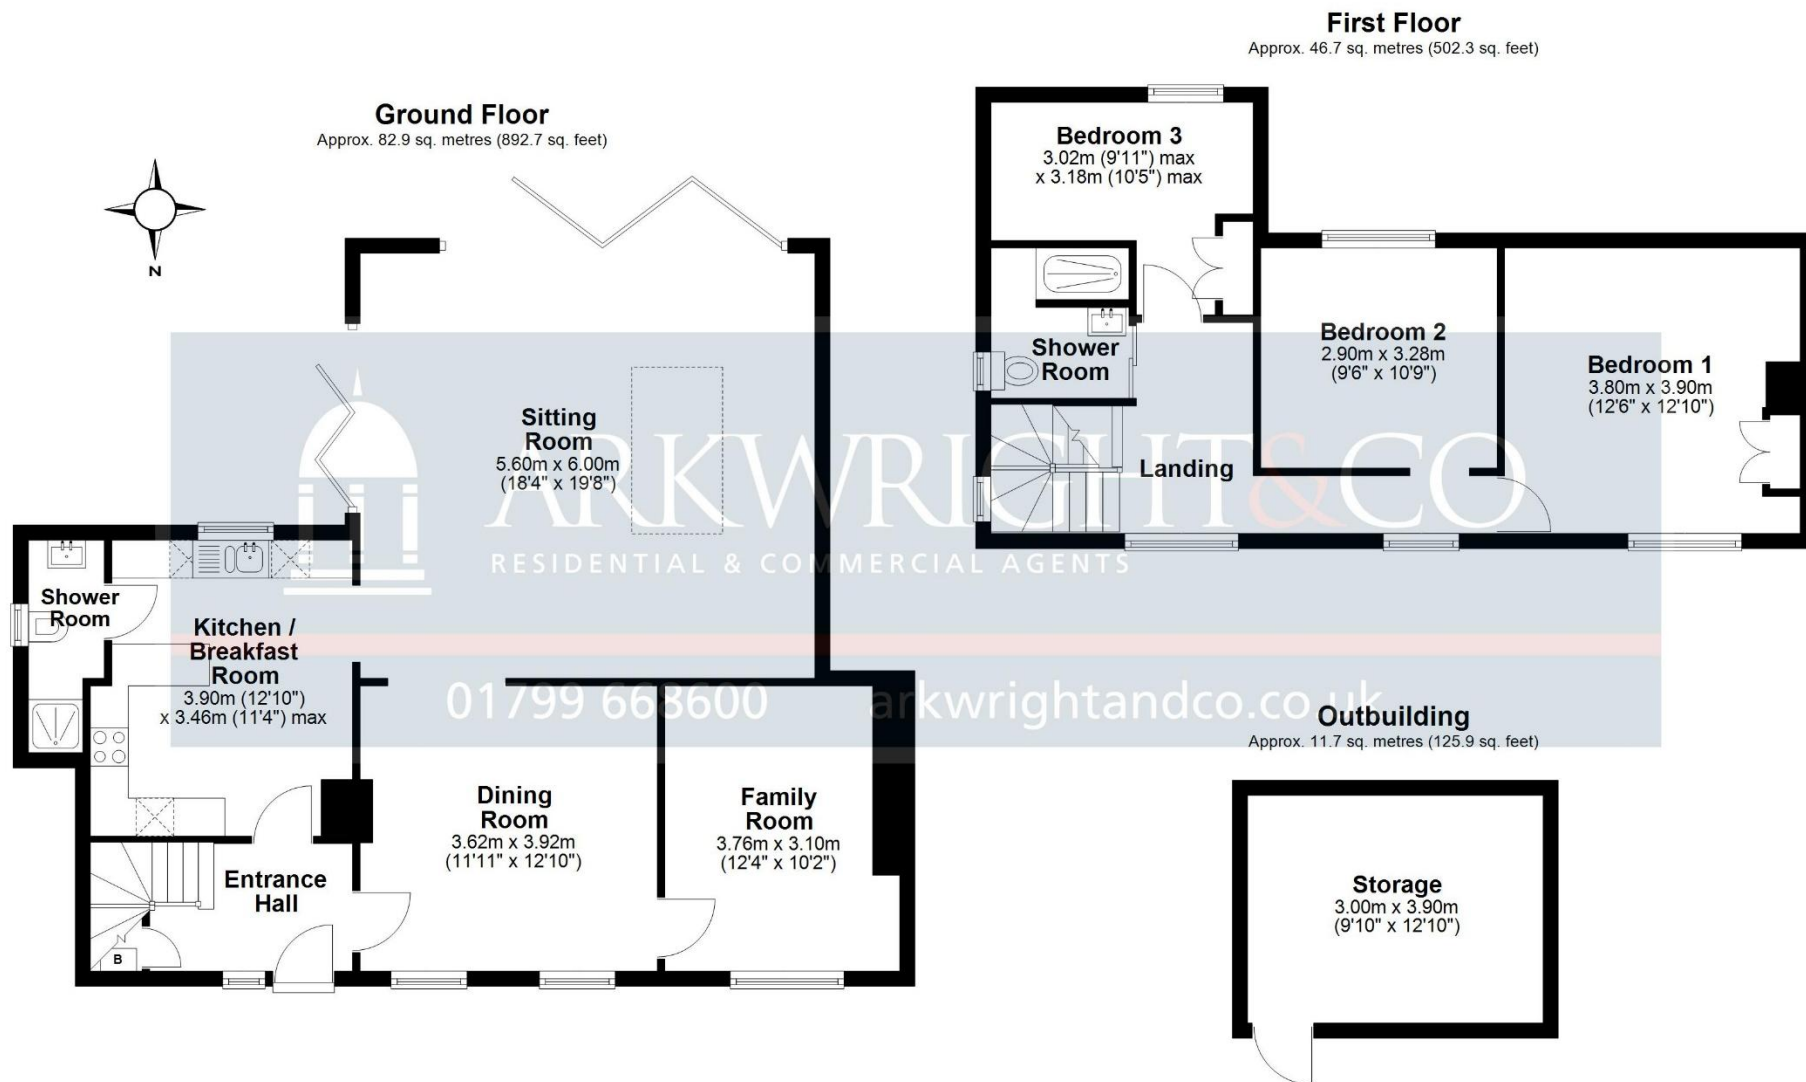 First Floor
Approx. 46.7 sq. metres (502.3 sq. feet)
Ground Floor
Approx. 82.9 sq. metres (892.7 sq. feet)
N
Bedroom 3
3.02m (9'11") max
x 3.18m (10'5") max
Bedroom 2
2.90m x 3.28m
(9'6" x 10'9")
Bedroom 1
3.80m x 3.90m
(12'6" x 12'10")
Shower
Room
Landing
Sitting
Room
5.60m x 6.00m
(18'4" x 19'8")
ARKWRIGHT&CO
RESIDENTIAL & COMMERCIAL AGENTS
Shower
Room
Kitchen /
Breakfast
Room
3.90m (12'10")
x 3.46m (11'4") max
01799 668600
arkwrightandco.co.uk
Dining
Room
3.62m x 3.92m
(11'11" x 12'10")
Family
Room
3.76m x 3.10m
(12'4" x 10'2")
Entrance
Hall
B
Outbuilding
Approx. 11.7 sq. metres (125.9 sq. feet)
Storage
3.00m x 3.90m
(9'10" x 12'10")